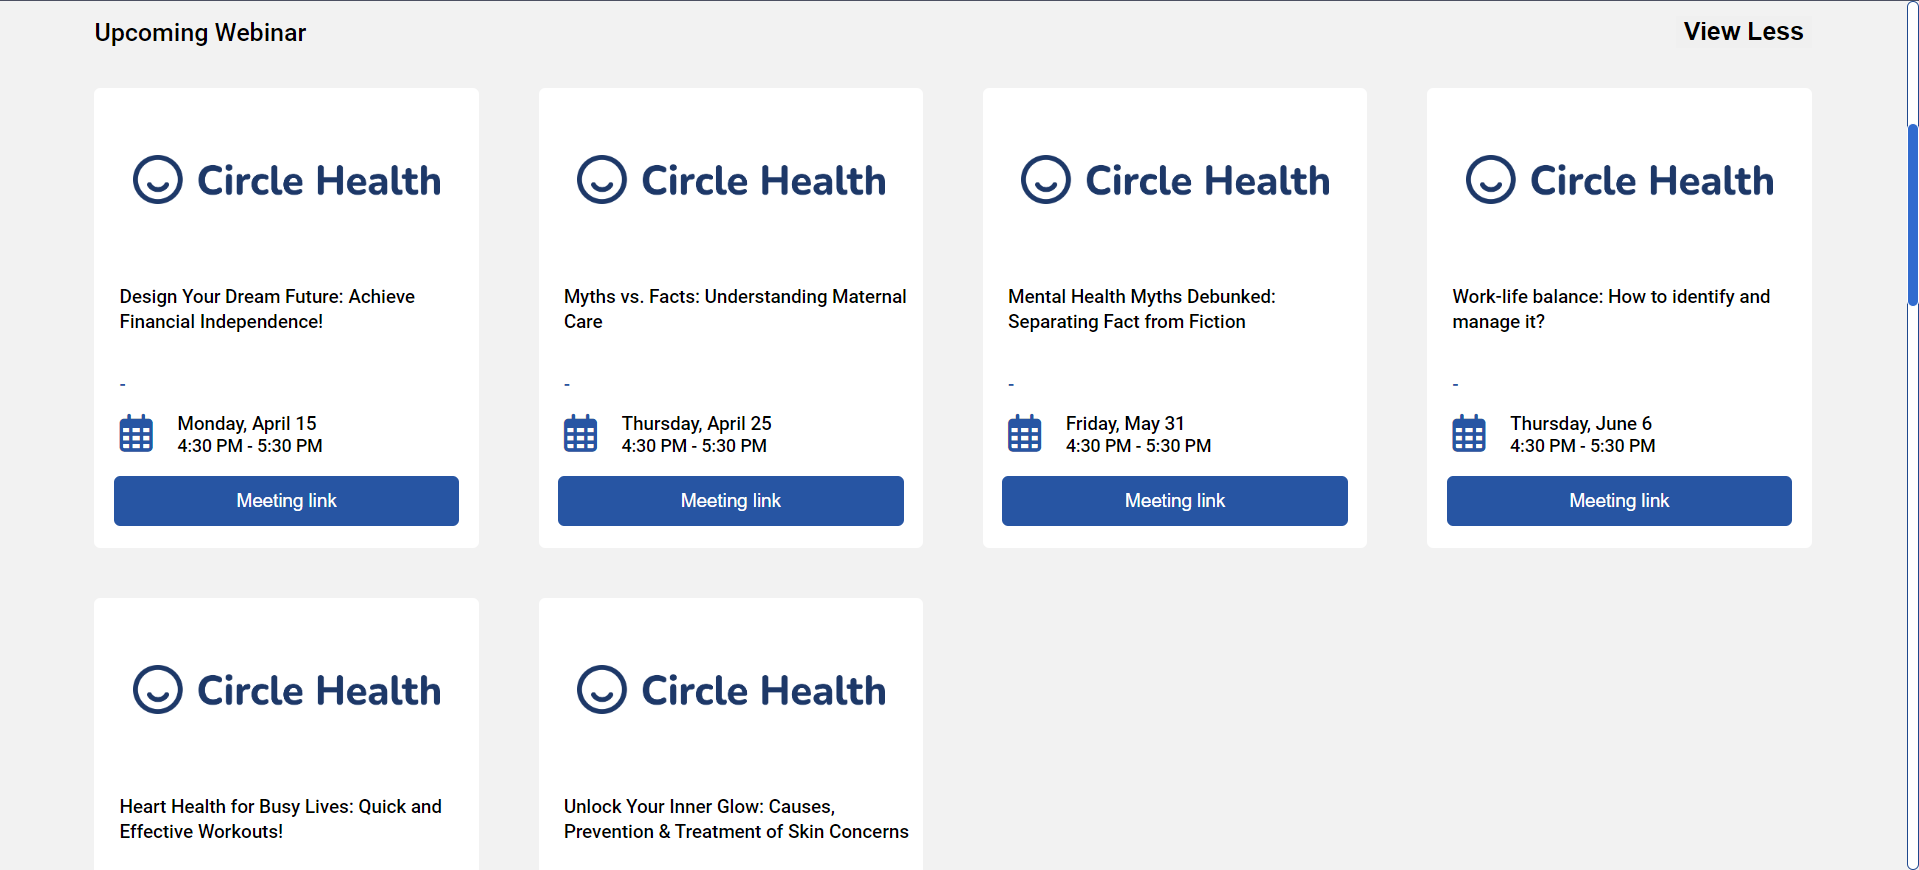 Upcoming Webinar
View Less
Circle Health
Design Your Dream Future: Achieve
Financial Independence!
-
Monday, April 15
4:30 PM - 5:30 PM
Meeting link
Circle Health
Myths vs. Facts: Understanding Maternal
Care
-
Thursday, April 25
4:30 PM - 5:30 PM
Meeting link
Circle Health
Mental Health Myths Debunked:
Separating Fact from Fiction
-
Friday, May 31
4:30 PM - 5:30 PM
Meeting link
Circle Health
Work-life balance: How to identify and
manage it?
-
Thursday, June 6
4:30 PM - 5:30 PM
Meeting link
Circle Health
Heart Health for Busy Lives: Quick and
Effective Workouts!
Circle Health
Unlock Your Inner Glow: Causes,
Prevention & Treatment of Skin Concerns